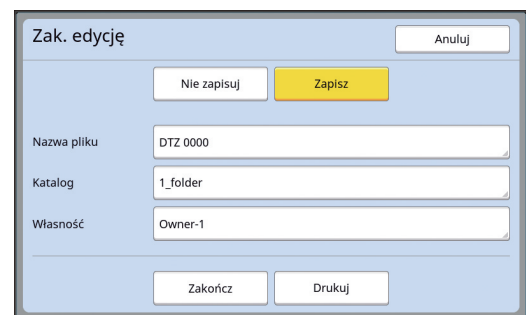 Zak. edycję Anuluj
Nie zapisuj Zapisz
Nazwa pliku DTZ 0000
Katalog 1_folder
Własność Owner-1
Zakończ Drukuj